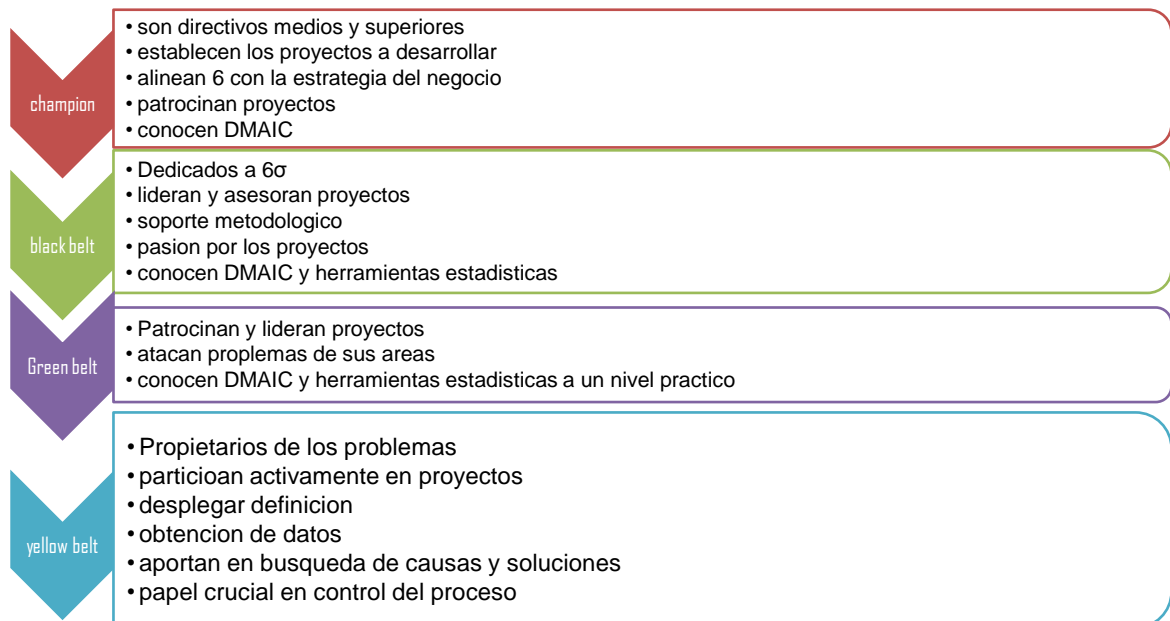 champion
• son directivos medios y superiores
• establecen los proyectos a desarrollar
• alinean 6 con la estrategia del negocio
• patrocinan proyectos
• conocen DMAIC
black belt
• Dedicados a 6σ
• lideran y asesoran proyectos
• soporte metodologico
• pasion por los proyectos
• conocen DMAIC y herramientas estadisticas
Green belt
• Patrocinan y lideran proyectos
• atacan proplemas de sus areas
• conocen DMAIC y herramientas estadisticas a un nivel practico
yellow belt
• Propietarios de los problemas
• particioan activamente en proyectos
• desplegar definicion
• obtencion de datos
• aportan en busqueda de causas y soluciones
• papel crucial en control del proceso